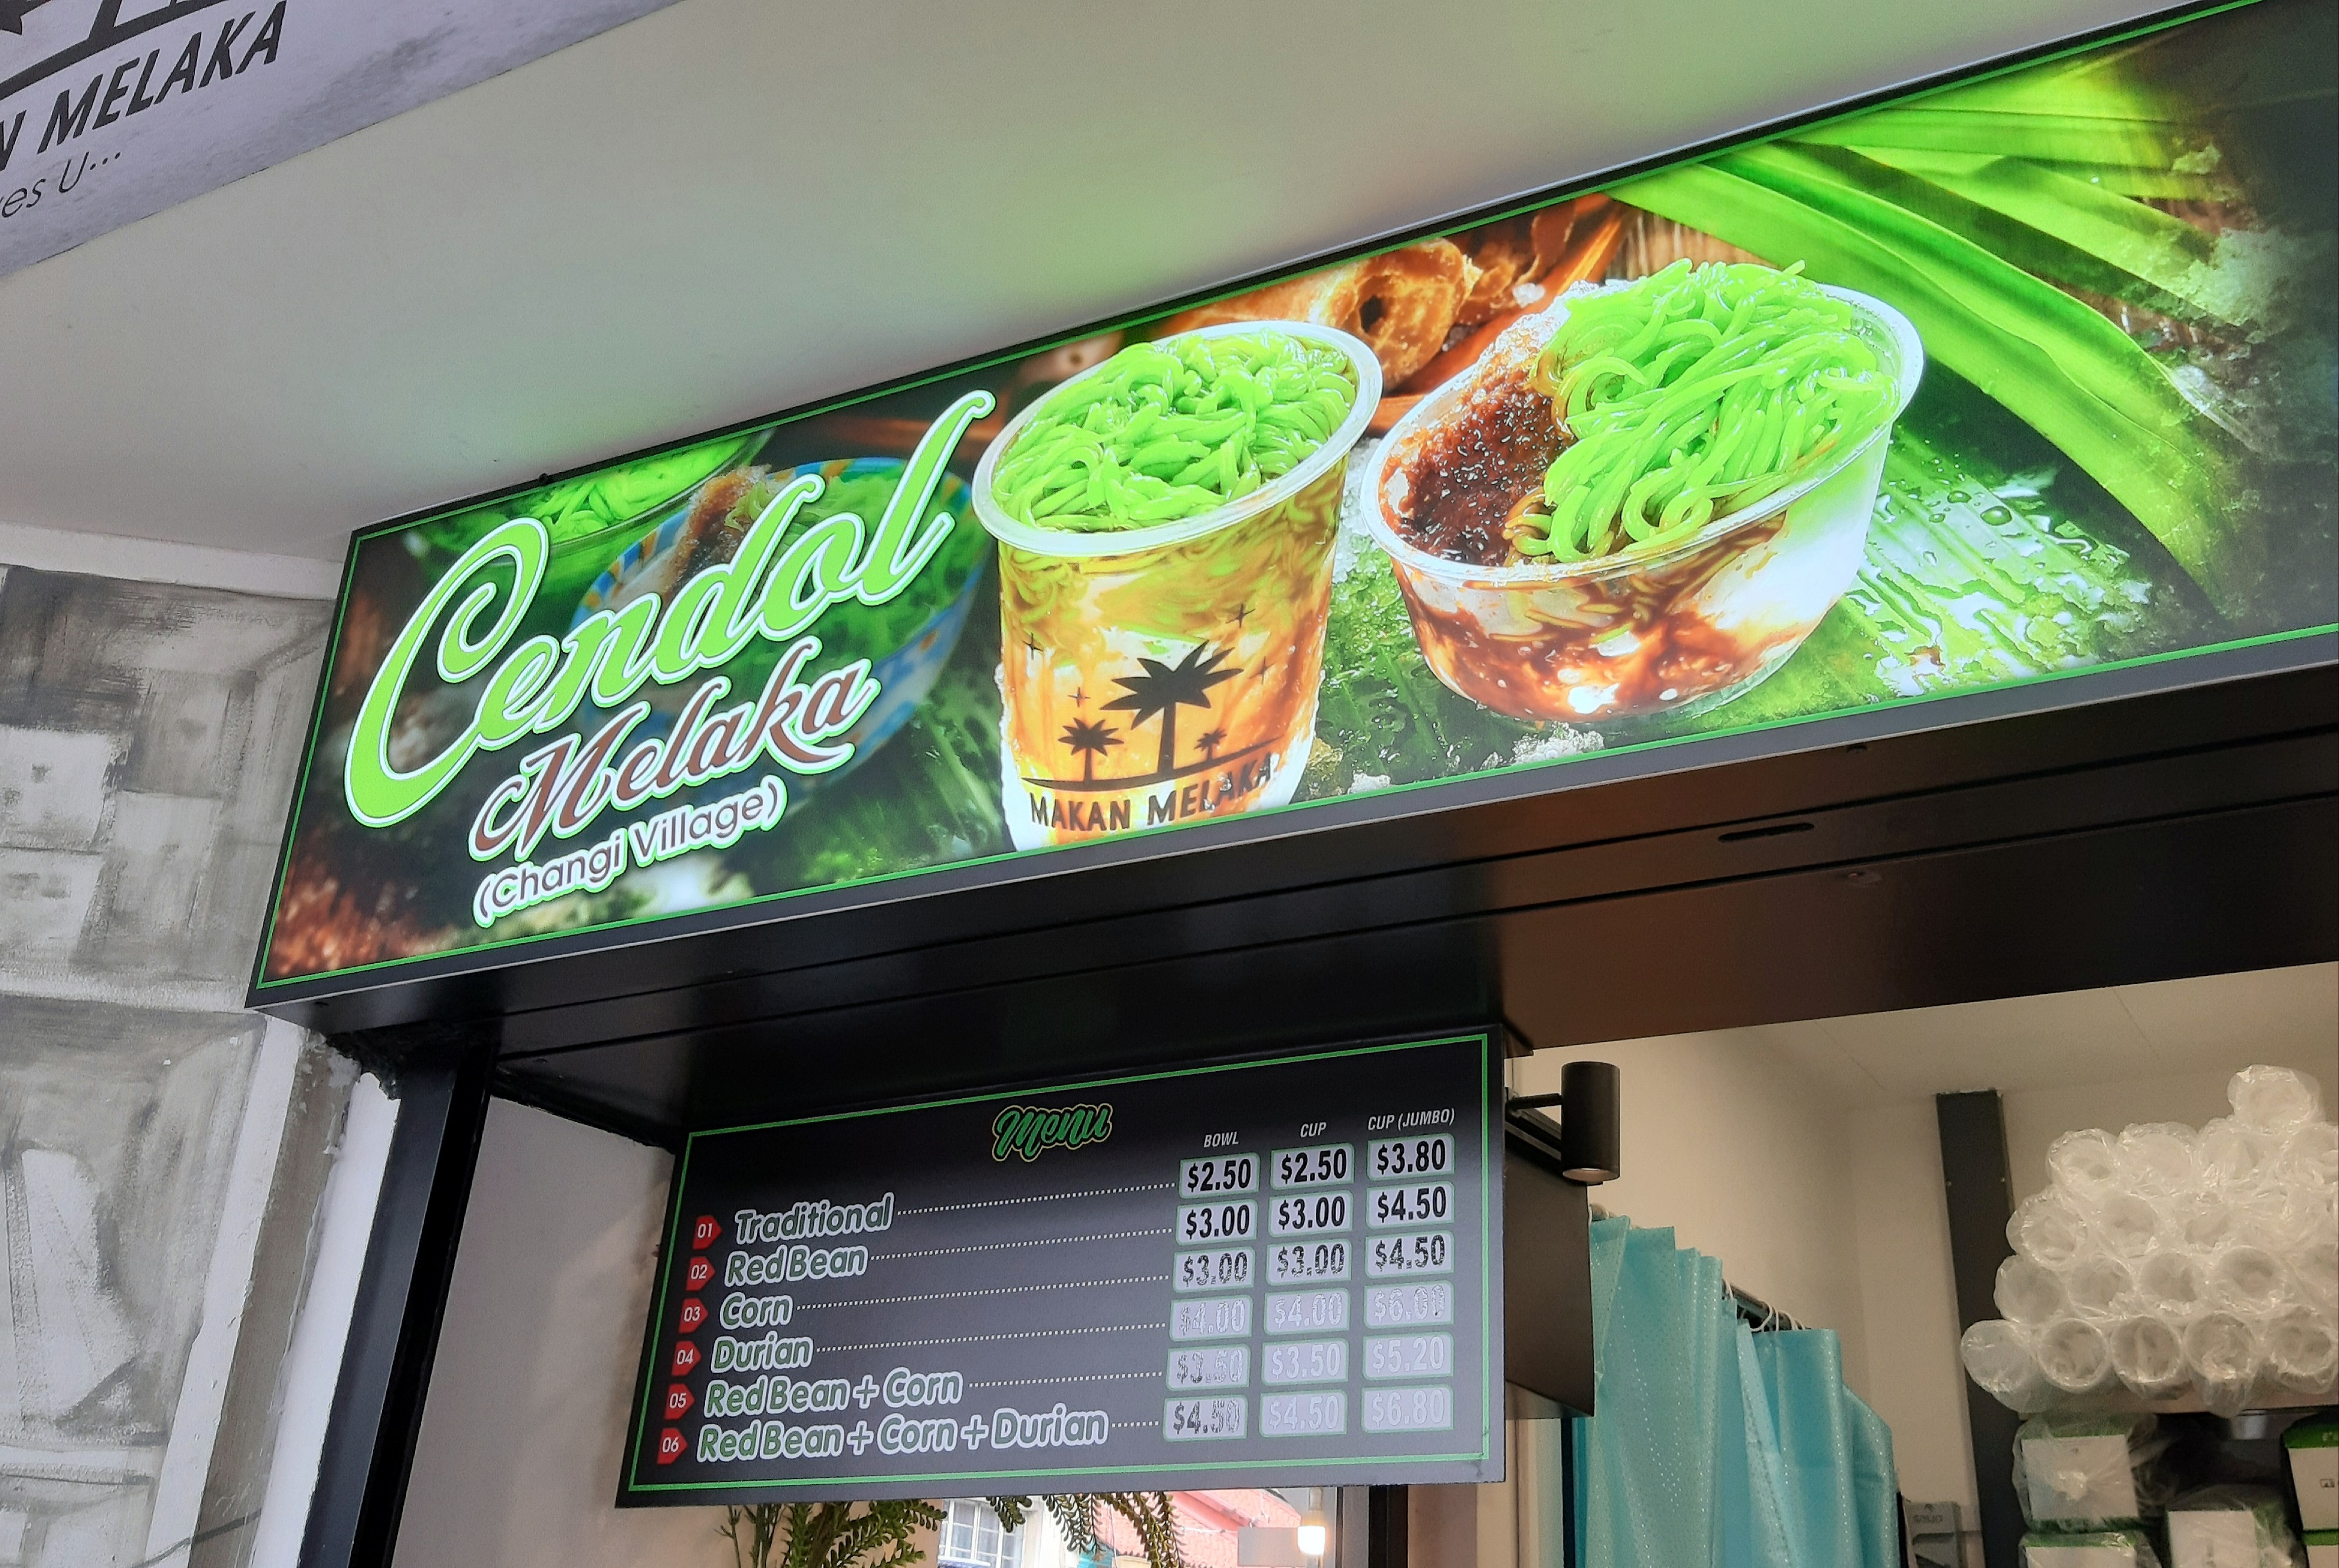 N MELAKA
es U...
Cendol
Melaka
(Changi Village)
MAKAN MELAKA
Menu
BOWL CUP CUP (JUMBO)
01 Traditional $2.50 $2.50 $3.80
02 Red Bean $3.00 $3.00 $4.50
03 Corn $3.00 $3.00 $4.50
04 Durian $4.00 $4.00 $6.00
05 Red Bean + Corn $3.50 $3.50 $5.20
06 Red Bean + Corn + Durian $4.50 $4.50 $6.80